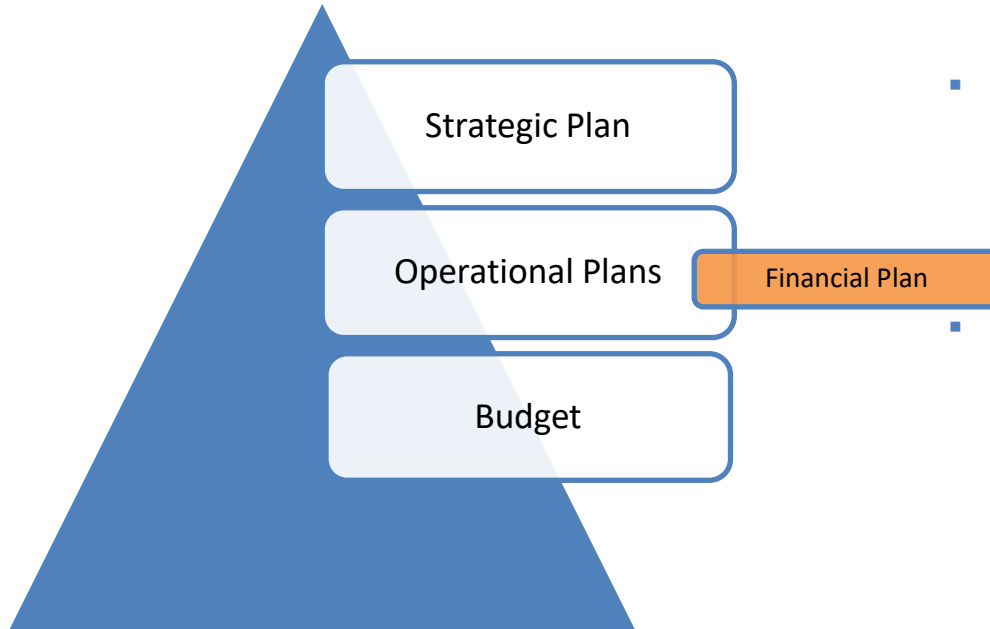 Strategic Plan
Operational Plans
Financial Plan
Budget